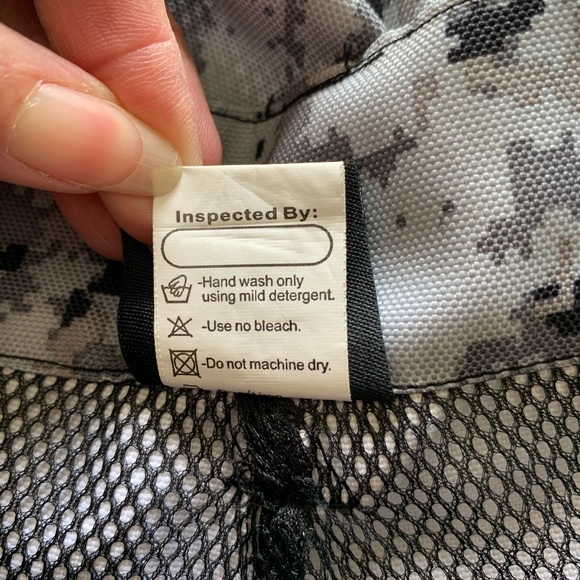 Inspected By:
-Hand wash only
using mild detergent.
-Use no bleach.
-Do not machine dry.